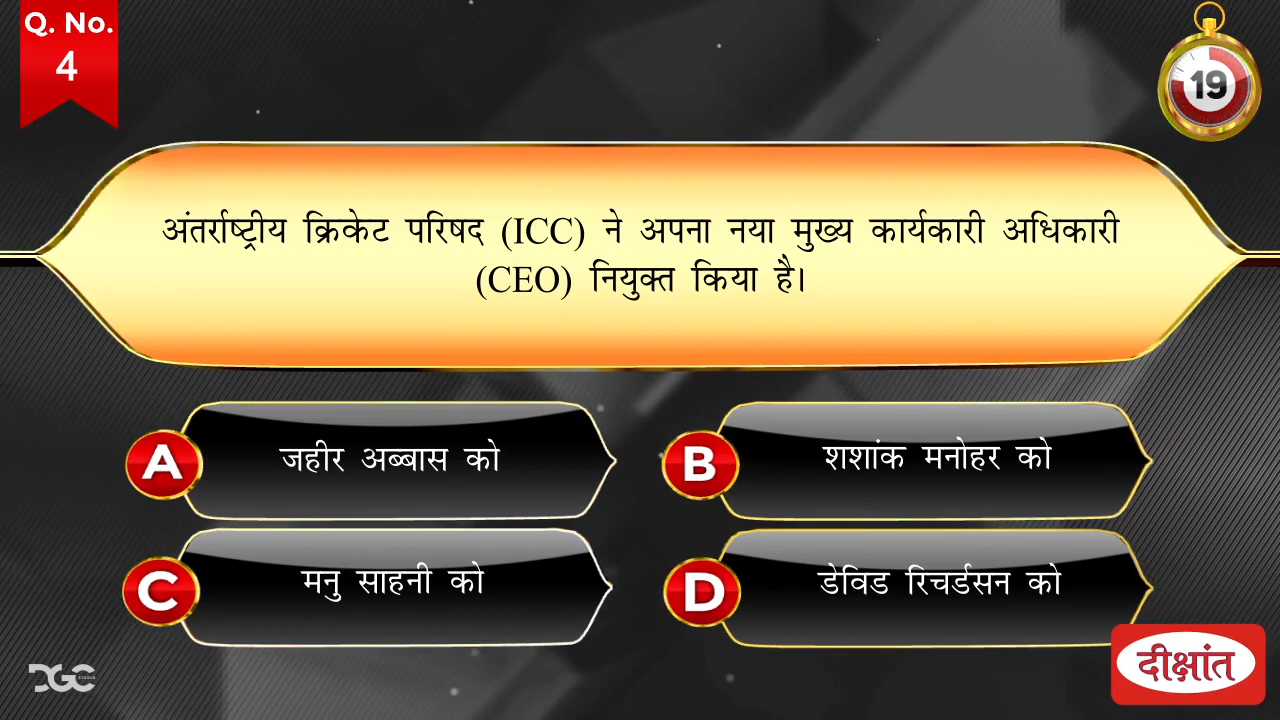 Q. No.
4
19
अंतर्राष्ट्रीय क्रिकेट परिषद (ICC) ने अपना नया मुख्य कार्यकारी अधिकारी
(CEO) नियुक्त किया है।
A जहीर अब्बास को
B शशांक मनोहर को
C मनु साहनी को
D डेविड रिचर्डसन को
DGC
दीक्षांत